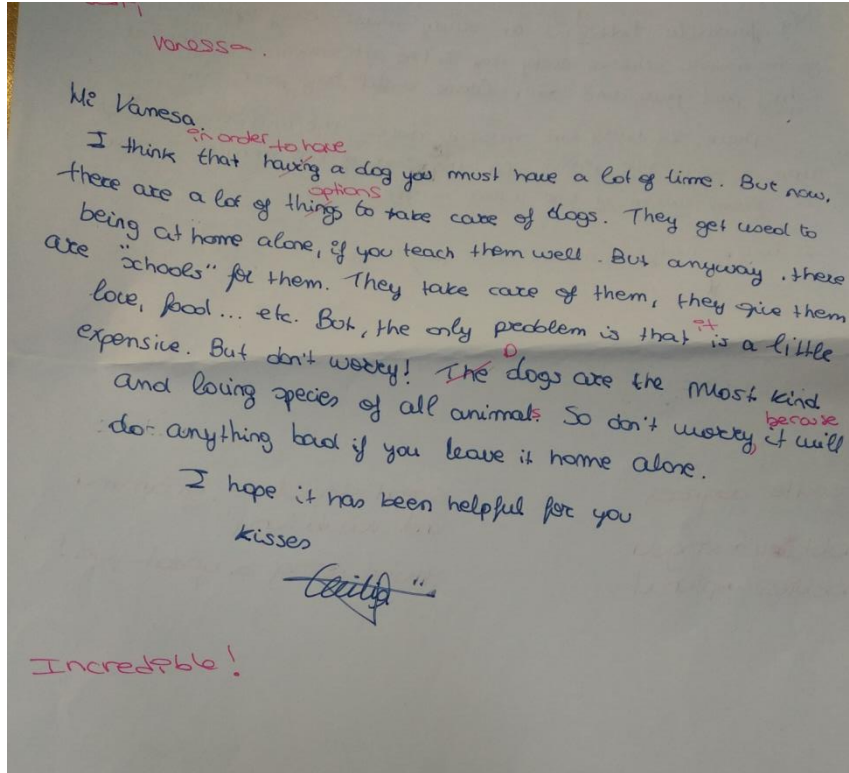 Vanessa.
Hi Vanesa
in order to have
I think that having a dog you must have a lot of time. But now,
options
there are a lot of things to take care of dogs. They get used to
being at home alone, if you teach them well. But anyway, there
are "schools" for them. They take care of them, they give them
love, food... etc. But, the only problem is that it is a little
expensive. But don't worry! The Dogs are the most kind
and loving species of all animals. So don't worry, because it will
do anything bad if you leave it home alone.
I hope it has been helpful for you
Kisses
Cecilia
Incredible!